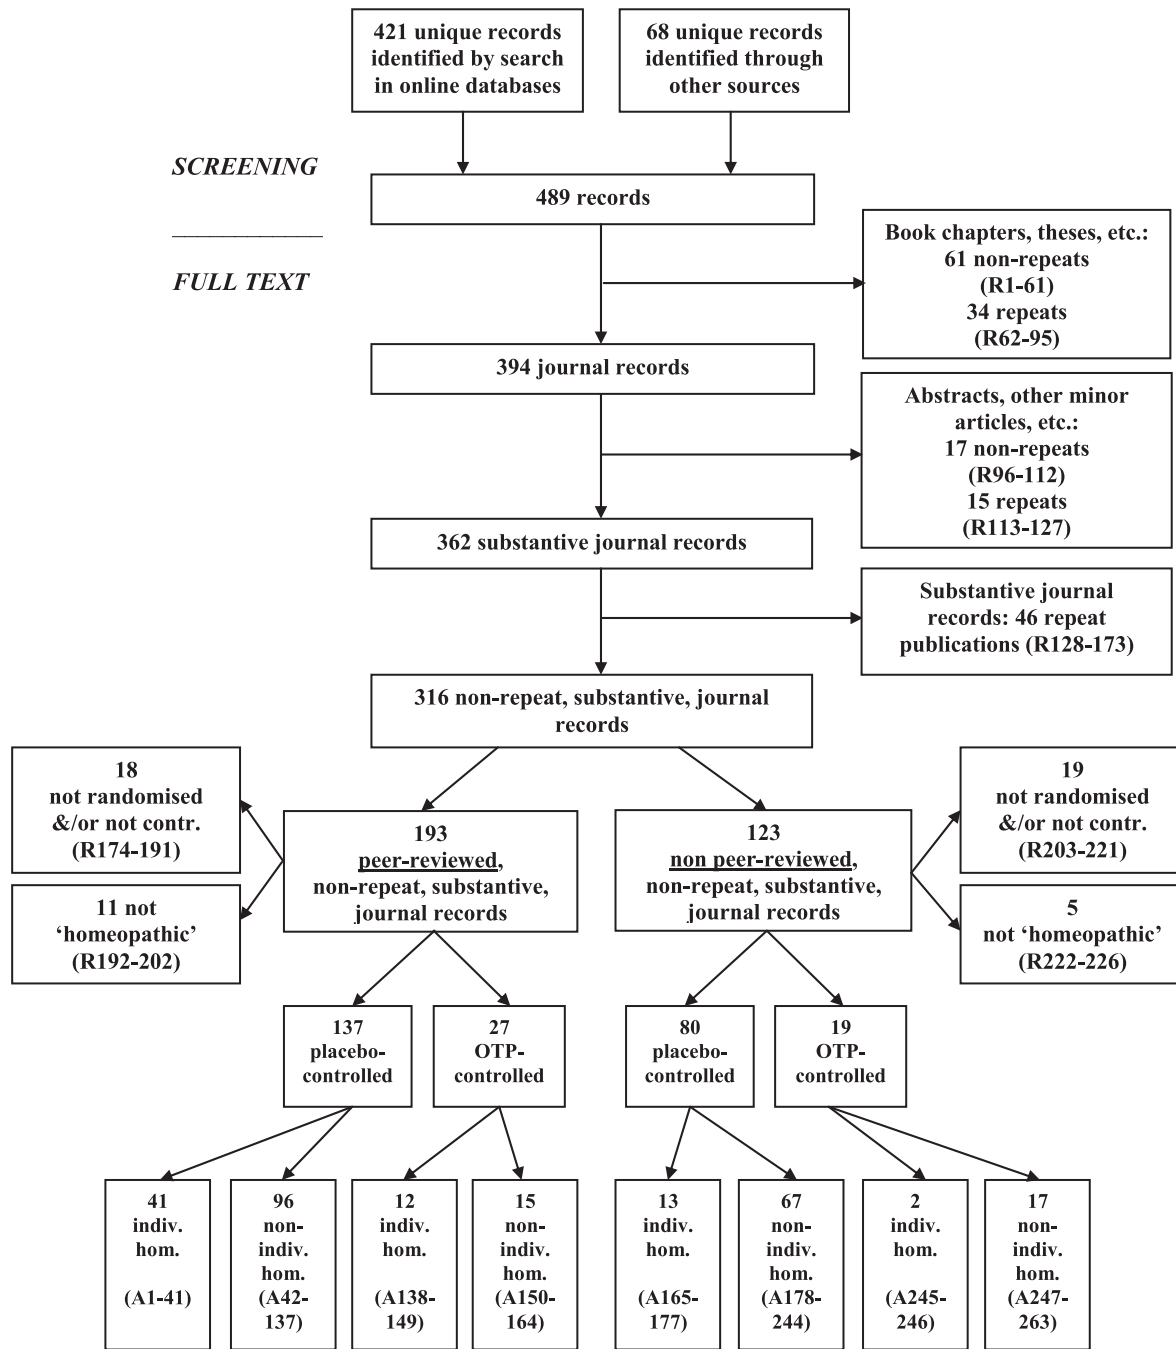 421 unique records
identified by search
in online databases
68 unique records
identified through
other sources
SCREENING
489 records
FULL TEXT
Book chapters, theses, etc.:
61 non-repeats
(R1-61)
34 repeats
(R62-95)
394 journal records
Abstracts, other minor
articles, etc.:
17 non-repeats
(R96-112)
15 repeats
(R113-127)
362 substantive journal records
Substantive journal
records: 46 repeat
publications (R128-173)
316 non-repeat, substantive, journal
records
18
not randomised
&/or not contr.
(R174-191)
11 not
‘homeopathic’
(R192-202)
193
peer-reviewed,
non-repeat, substantive,
journal records
123
non peer-reviewed,
non-repeat, substantive,
journal records
19
not randomised
&/or not contr.
(R203-221)
5
not ‘homeopathic’
(R222-226)
137
placebo-
controlled
27
OTP-
controlled
80
placebo-
controlled
19
OTP-
controlled
41
indiv.
hom.
(A1-41)
96
non-
indiv.
hom.
(A42-
137)
12
indiv.
hom.
(A138-
149)
15
non-
indiv.
hom.
(A150-
164)
13
indiv.
hom.
(A165-
177)
67
non-
indiv.
hom.
(A178-
244)
2
indiv.
hom.
(A245-
246)
17
non-
indiv.
hom.
(A247-
263)